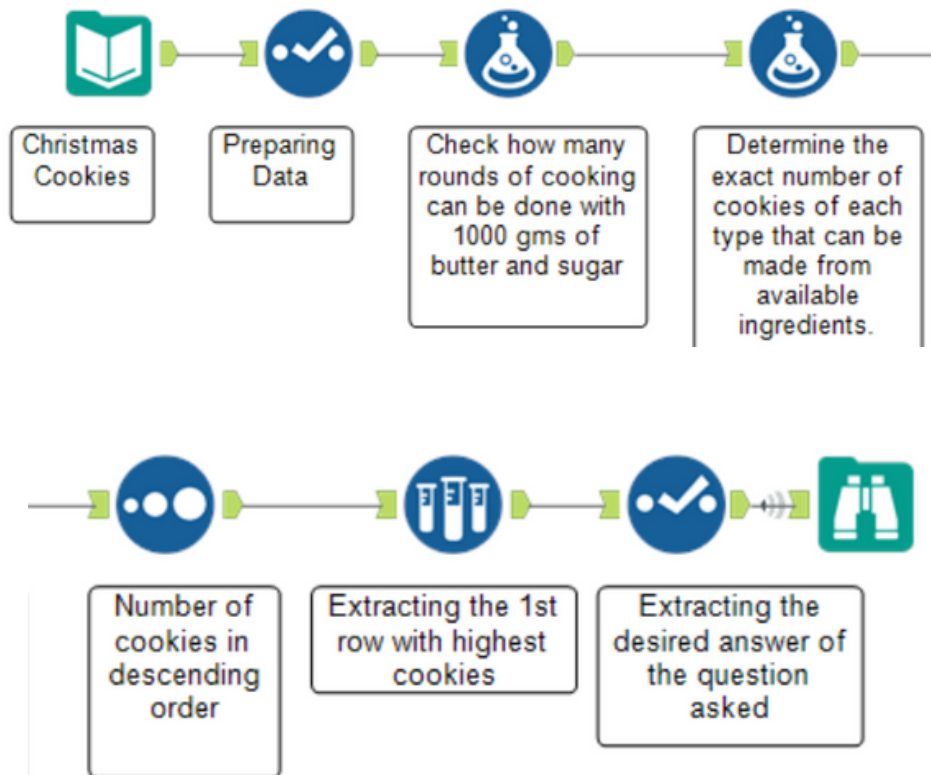 Christmas
Cookies
Preparing
Data
Check how many
rounds of cooking
can be done with
1000 gms of
butter and sugar
Determine the
exact number of
cookies of each
type that can be
made from
available
ingredients.
Number of
cookies in
descending
order
Extracting the 1st
row with highest
cookies
Extracting the
desired answer of
the question
asked